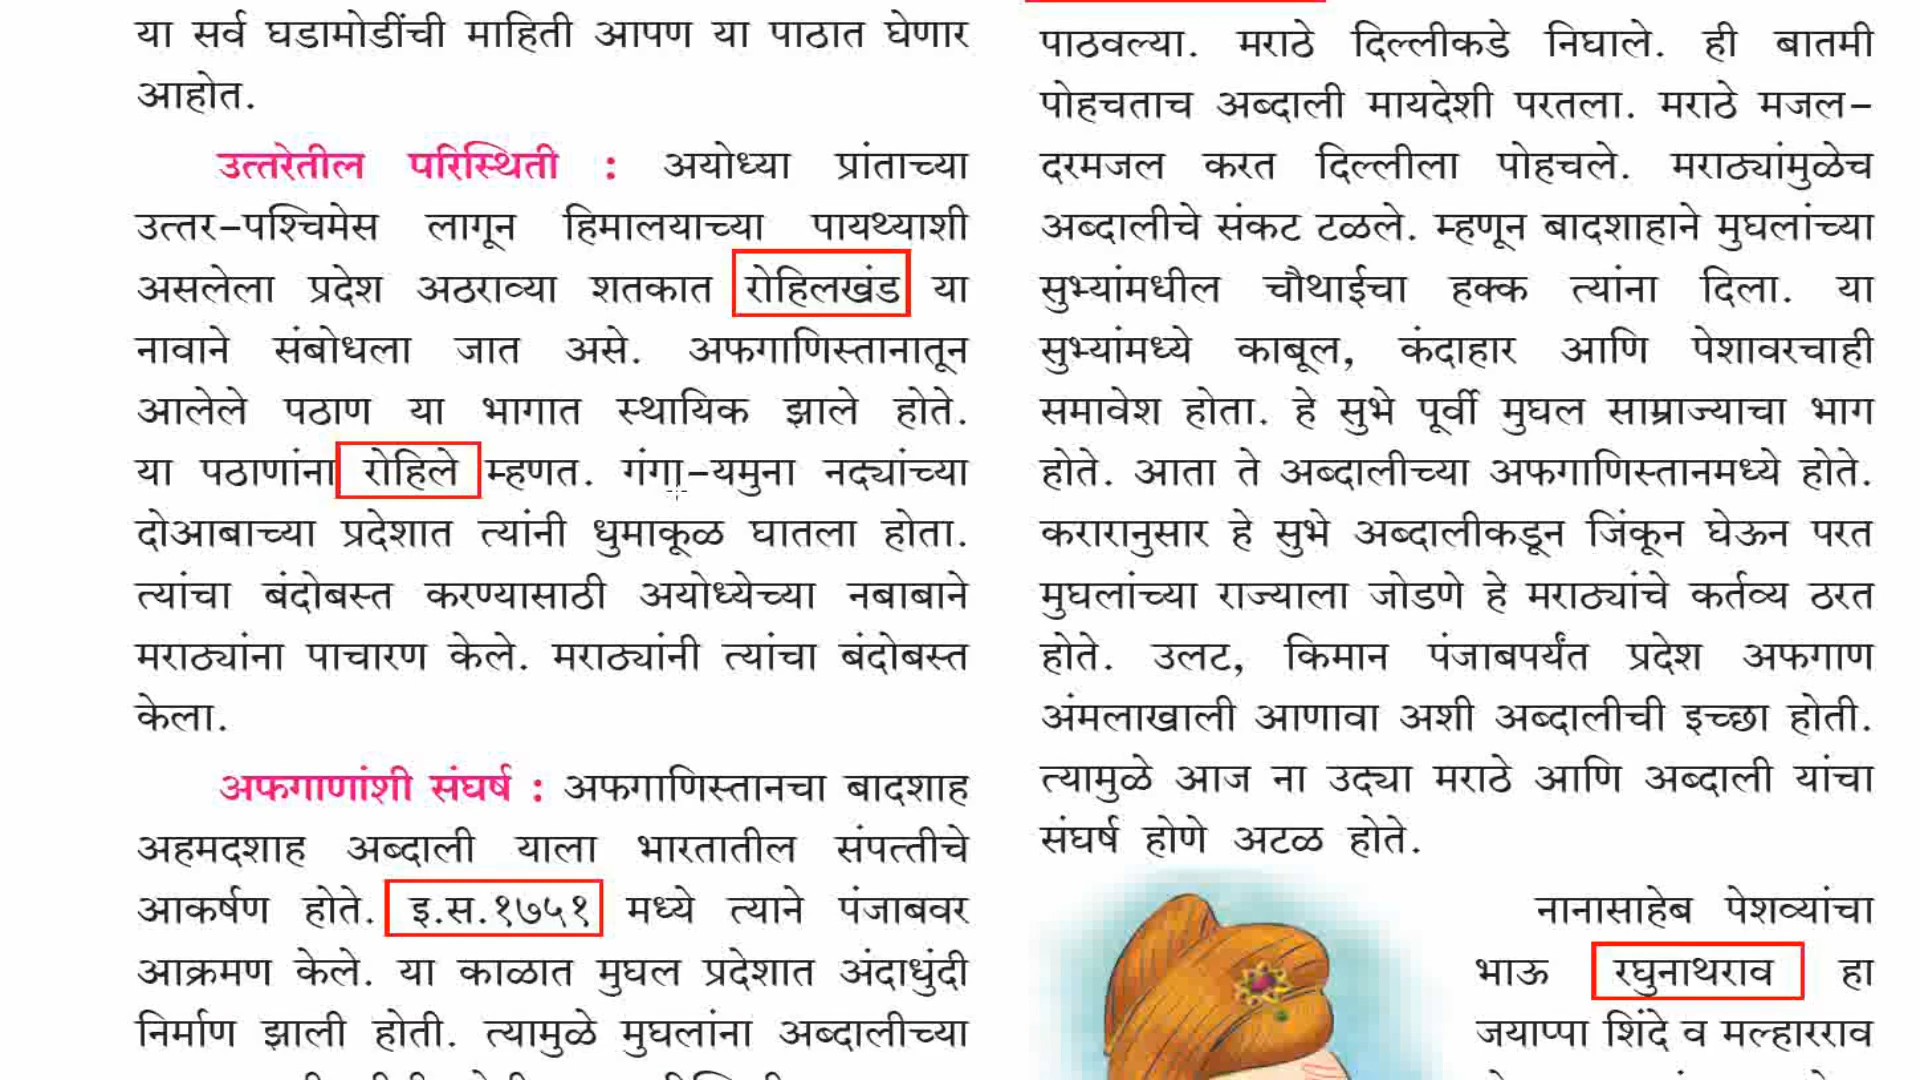 या सर्व घडामोडींची माहिती आपण या पाठात घेणार
आहोत.
उत्तरेतील परिस्थिती : अयोध्या प्रांताच्या
उत्तर-पश्चिमेस लागून हिमालयाच्या पायथ्याशी
असलेला प्रदेश अठराव्या शतकात रोहिलखंड या
नावाने संबोधला जात असे. अफगाणिस्तानातून
आलेले पठाण या भागात स्थायिक झाले होते.
या पठाणांना रोहिले म्हणत. गंगा-यमुना नद्यांच्या
दोआबाच्या प्रदेशात त्यांनी धुमाकूळ घातला होता.
त्यांचा बंदोबस्त करण्यासाठी अयोध्येच्या नबाबाने
मराठ्यांना पाचारण केले. मराठ्यांनी त्यांचा बंदोबस्त
केला.
अफगाणांशी संघर्ष : अफगाणिस्तानचा बादशाह
अहमदशाह अब्दाली याला भारतातील संपत्तीचे
आकर्षण होते. इ.स.१७५१ मध्ये त्याने पंजाबवर
आक्रमण केले. या काळात मुघल प्रदेशात अंदाधुंदी
निर्माण झाली होती. त्यामुळे मुघलांना अब्दालीच्या
पाठवल्या. मराठे दिल्लीकडे निघाले. ही बातमी
पोहचताच अब्दाली मायदेशी परतला. मराठे मजल-
दरमजल करत दिल्लीला पोहचले. मराठ्यांमुळेच
अब्दालीचे संकट टळले. म्हणून बादशाहाने मुघलांच्या
सुभ्यांमधील चौथाईचा हक्क त्यांना दिला. या
सुभ्यांमध्ये काबूल, कंदाहार आणि पेशावरचाही
समावेश होता. हे सुभे पूर्वी मुघल साम्राज्याचा भाग
होते. आता ते अब्दालीच्या अफगाणिस्तानमध्ये होते.
करारानुसार हे सुभे अब्दालीकडून जिंकून घेऊन परत
मुघलांच्या राज्याला जोडणे हे मराठ्यांचे कर्तव्य ठरत
होते. उलट, किमान पंजाबपर्यंत प्रदेश अफगाण
अंमलाखाली आणावा अशी अब्दालीची इच्छा होती.
त्यामुळे आज ना उद्या मराठे आणि अब्दाली यांचा
संघर्ष होणे अटळ होते.
नानासाहेब पेशव्यांचा
भाऊ रघुनाथराव हा
जयाप्पा शिंदे व मल्हारराव